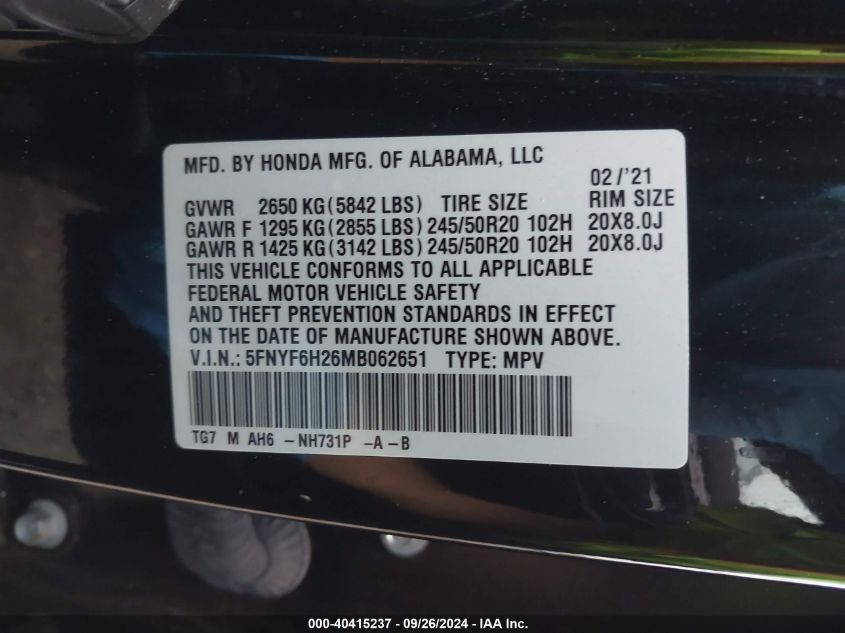 MFD. BY HONDA MFG. OF ALABAMA, LLC
02/'21
GVWR 2650 KG(5842 LBS) TIRE SIZE RIM SIZE
GAWR F 1295 KG(2855 LBS) 245/50R20 102H 20X8.0J
GAWR R 1425 KG(3142 LBS) 245/50R20 102H 20X8.0J
THIS VEHICLE CONFORMS TO ALL APPLICABLE
FEDERAL MOTOR VEHICLE SAFETY
AND THEFT PREVENTION STANDARDS IN EFFECT
ON THE DATE OF MANUFACTURE SHOWN ABOVE.
V.I.N.: 5FNYF6H26MB062651 TYPE: MPV
TG7 M AH6 -NH731P -A-B
000-40415237 - 09/26/2024 - IAA Inc.